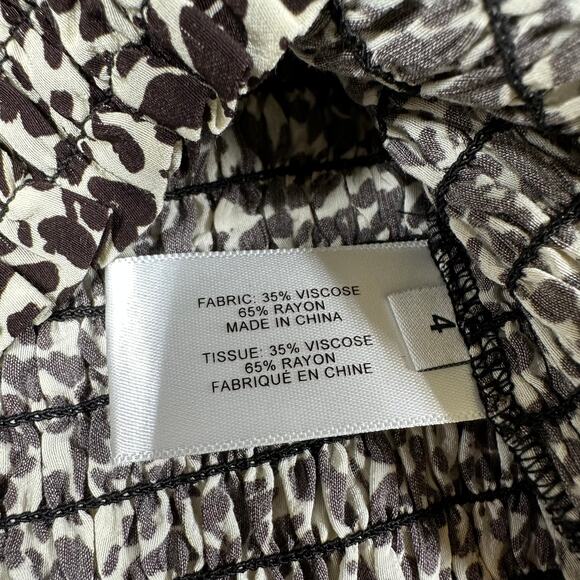 FABRIC: 35% VISCOSE
65% RAYON
MADE IN CHINA
TISSUE: 35% VISCOSE
65% RAYON
FABRIQUÉ EN CHINE
4